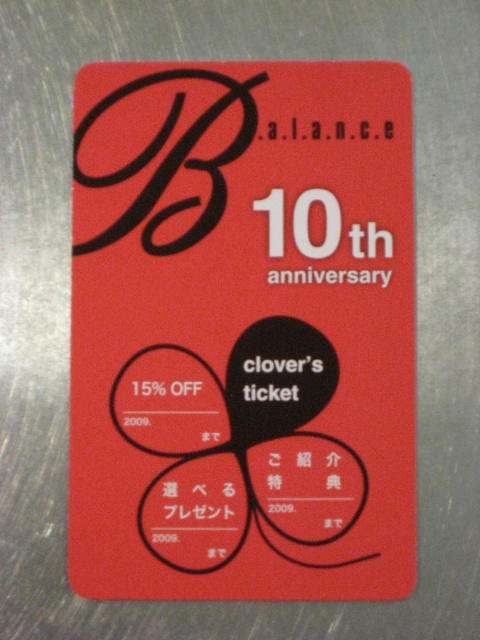 B.a.l.a.n.c.e
10th
anniversary
clover's
ticket
15% OFF
2009.
まで
ご紹介
特典
2009.
まで
選べる
プレゼント
2009.
まで